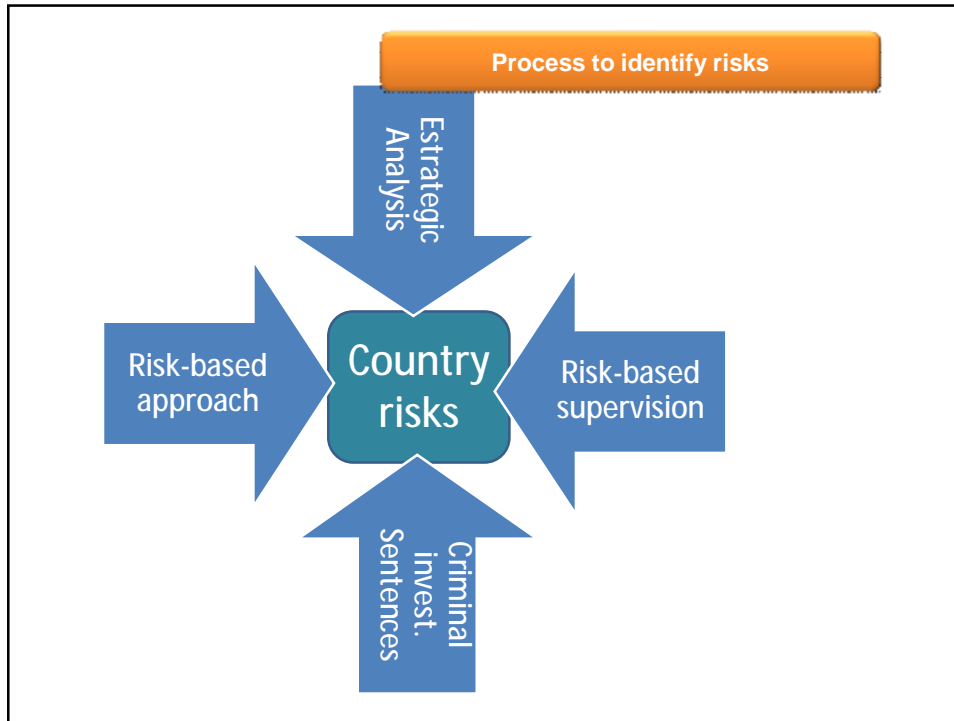 Process to identify risks
Estrategic
Analysis
Risk-based
approach
Country
risks
Risk-based
supervision
Criminal
invest.
Sentences